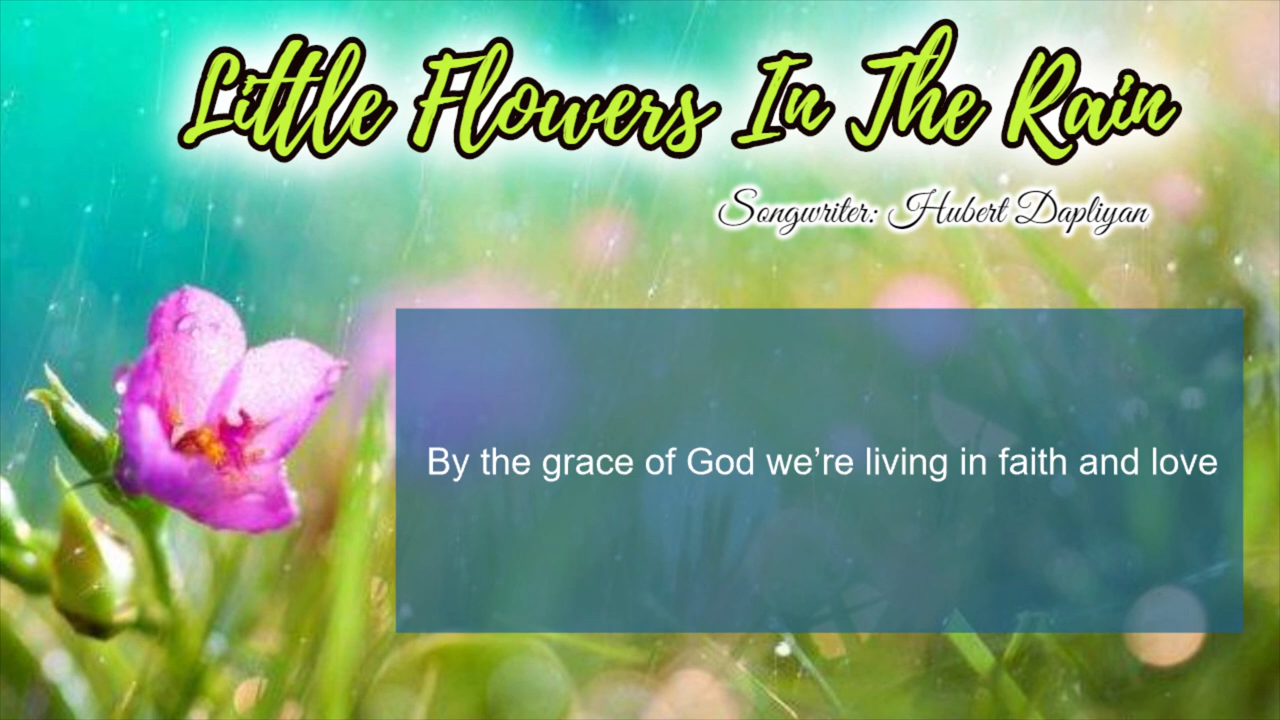 Little Flowers In The Rain
Songwriter: Hubert Dapliyan
By the grace of God we’re living in faith and love